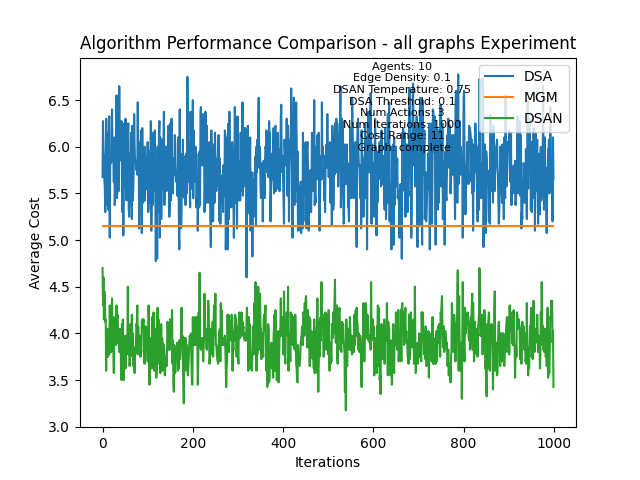 Algorithm Performance Comparison - all graphs Experiment
Agents: 10
Edge Density: 0.1
DSAN Temperature: 0.75
DSA Threshold: 0.1
Num Actions: 3
Num Iterations: 1000
Cost Range: 11
Graph: complete
DSA
MGM
DSAN
Average Cost
6.5
6.0
5.5
5.0
4.5
4.0
3.5
3.0
0 200 400 600 800 1000
Iterations